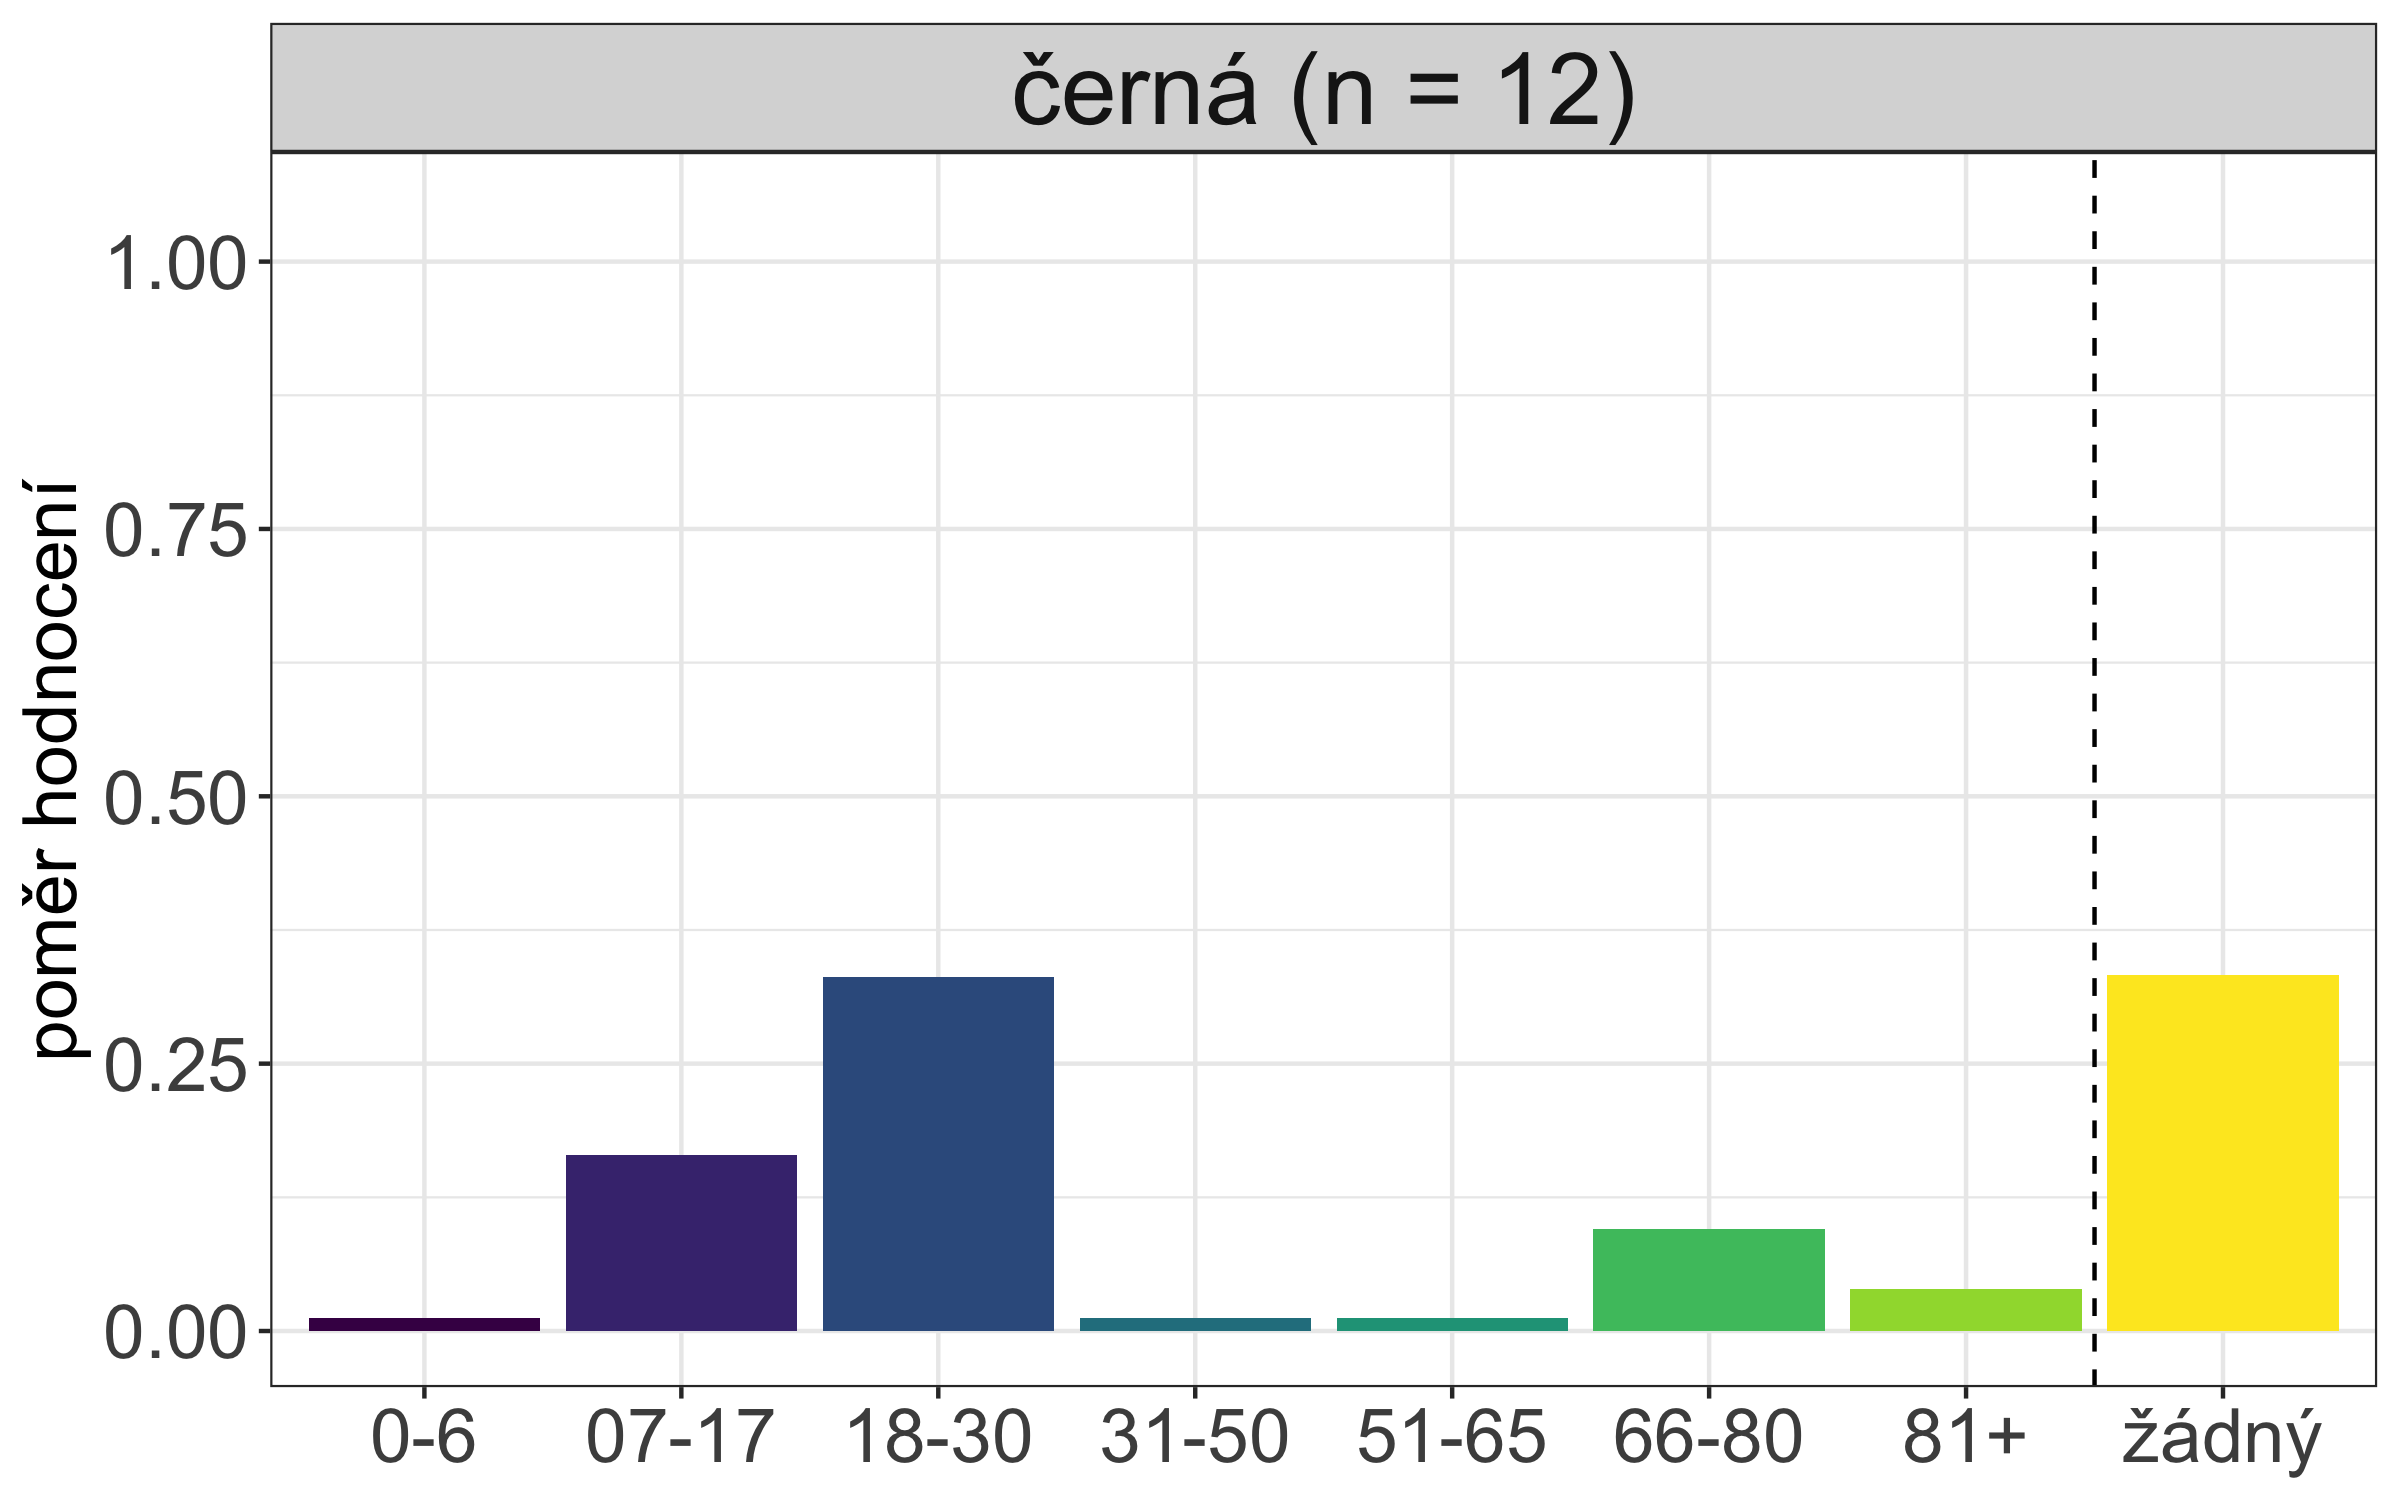 černá (n = 12)
poměr hodnocení
1.00
0.75
0.50
0.25
0.00
0-6 07-17 18-30 31-50 51-65 66-80 81+ žádný